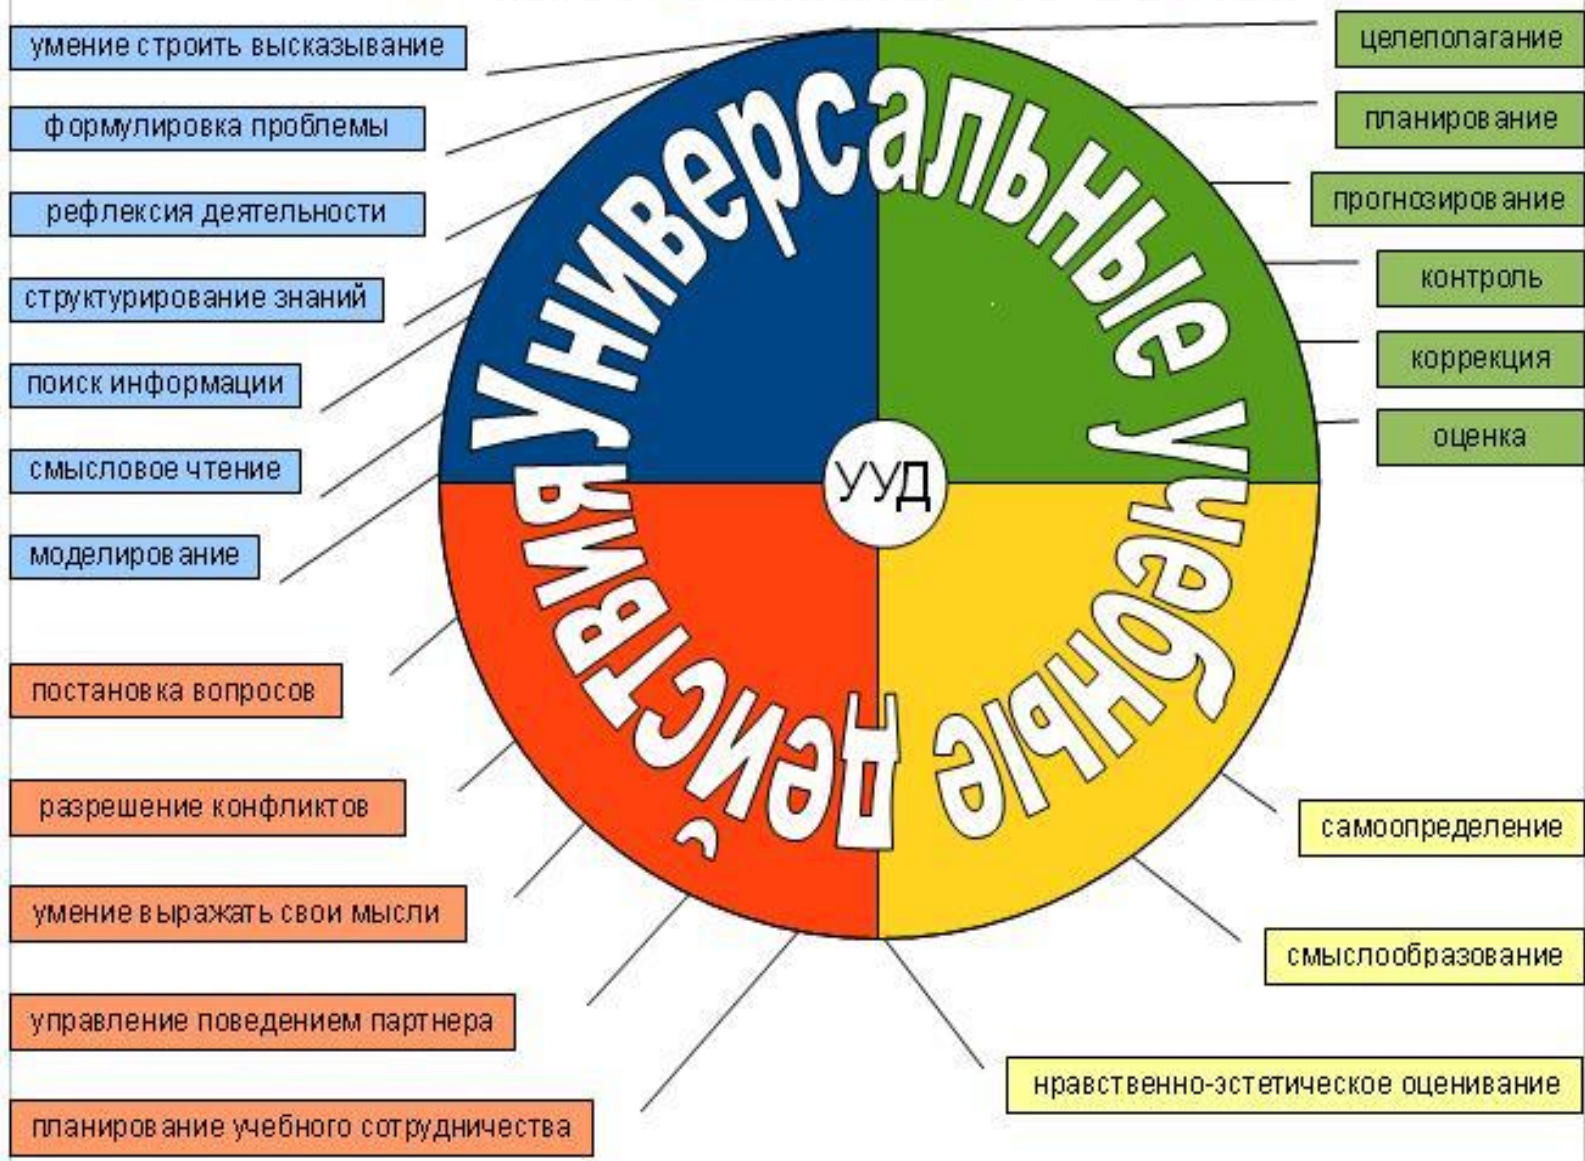 умение строить высказывание
формулировка проблемы
рефлексия деятельности
структурирование знаний
поиск информации
смысловое чтение
моделирование
постановка вопросов
разрешение конфликтов
умение выражать свои мысли
управление поведением партнера
планирование учебного сотрудничества
Универсальные учебные действия
УУД
целеполагание
планирование
прогнозирование
контроль
коррекция
оценка
самоопределение
смыслообразование
нравственно-эстетическое оценивание